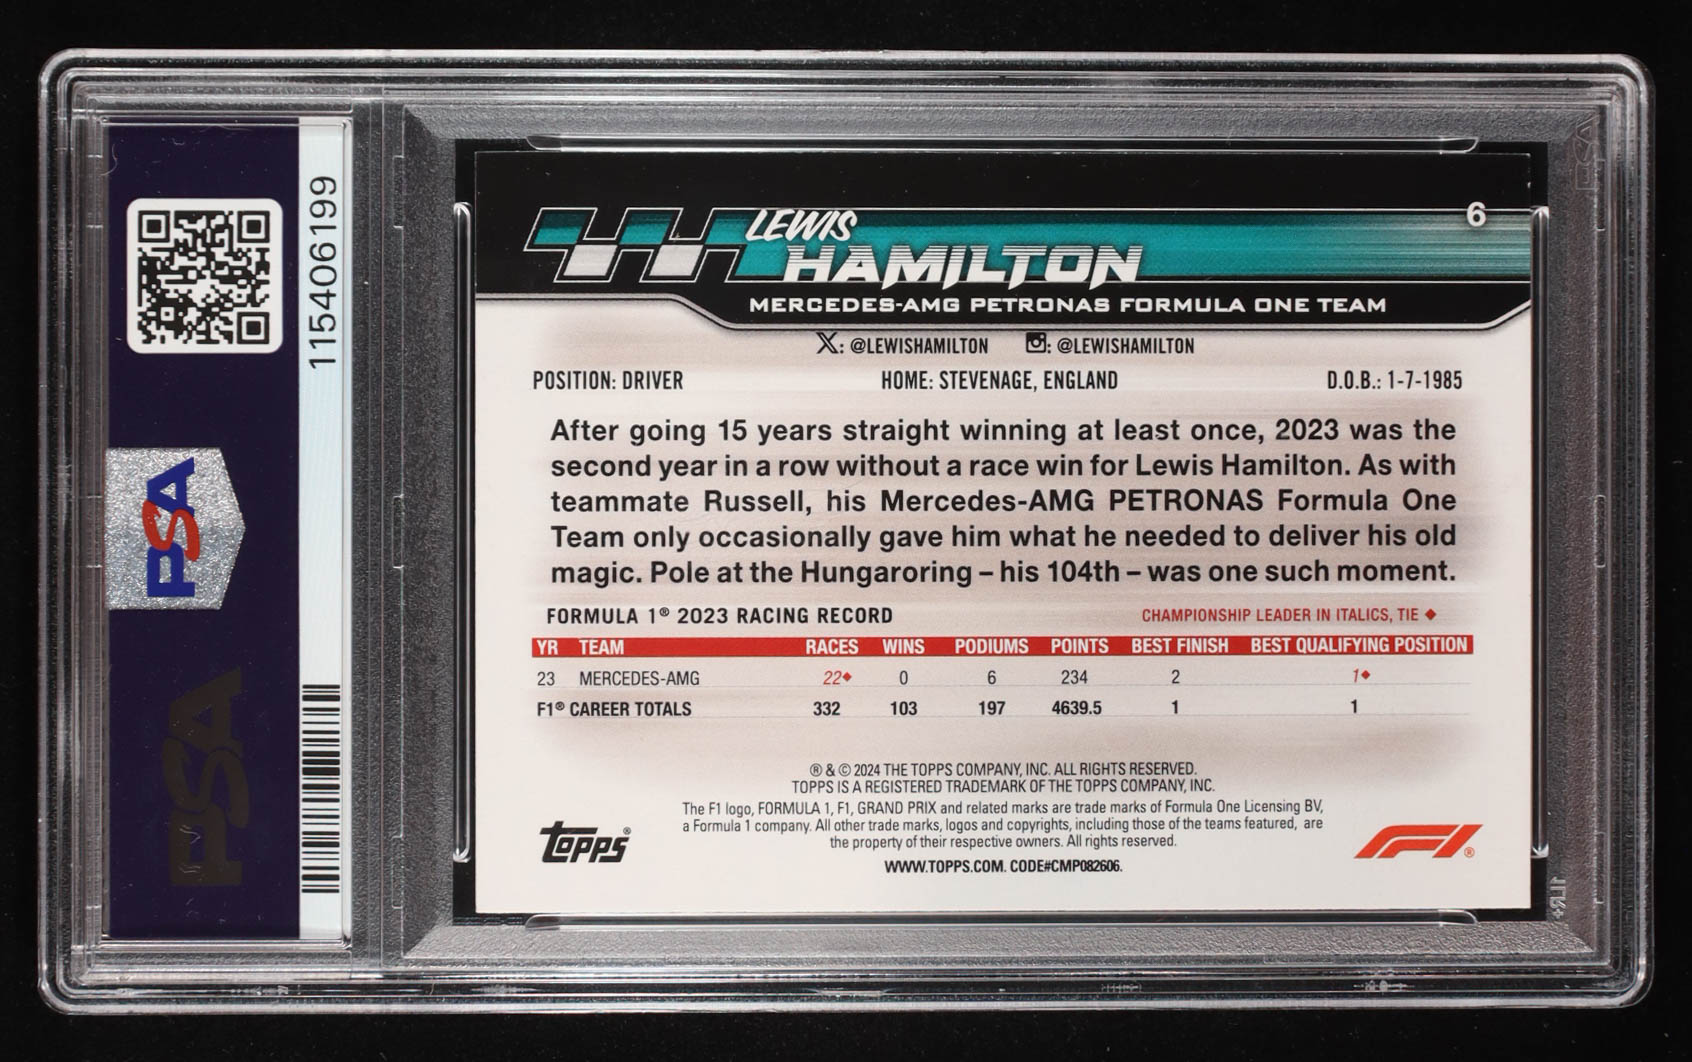 115406199
PSA
PSA
6
LEWIS
HAMILTON
MERCEDES-AMG PETRONAS FORMULA ONE TEAM
X: @LEWISHAMILTON : @LEWISHAMILTON
POSITION: DRIVER HOME: STEVENAGE, ENGLAND D.O.B.: 1-7-1985
After going 15 years straight winning at least once, 2023 was the
second year in a row without a race win for Lewis Hamilton. As with
teammate Russell, his Mercedes-AMG PETRONAS Formula One
Team only occasionally gave him what he needed to deliver his old
magic. Pole at the Hungaroring – his 104th – was one such moment.
FORMULA 1® 2023 RACING RECORD CHAMPIONSHIP LEADER IN ITALICS, TIE ♦
YR TEAM RACES WINS PODIUMS POINTS BEST FINISH BEST QUALIFYING POSITION
23 MERCEDES-AMG 22♦ 0 6 234 2 1♦
F1® CAREER TOTALS 332 103 197 4639.5 1 1
® & © 2024 THE TOPPS COMPANY, INC. ALL RIGHTS RESERVED.
TOPPS IS A REGISTERED TRADEMARK OF THE TOPPS COMPANY, INC.
The F1 logo, FORMULA 1, F1, GRAND PRIX and related marks are trade marks of Formula One Licensing BV,
a Formula 1 company. All other trade marks, logos and copyrights, including those of the teams featured, are
the property of their respective owners. All rights reserved.
WWW.TOPPS.COM. CODE#CMP082606.
Topps®
F1®
PSA